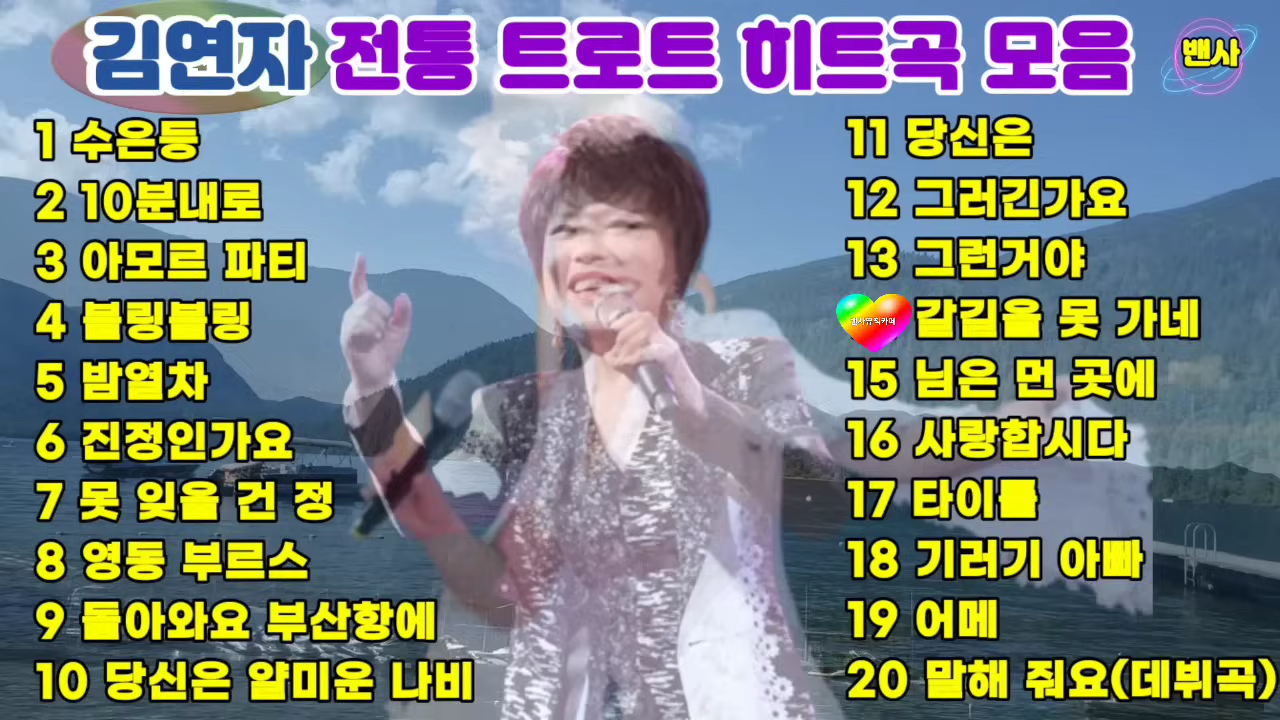 김연자 전통 트로트 히트곡 모음
밴사
1 수은등
2 10분내로
3 아모르 파티
4 블링블링
5 밤열차
6 진정인가요
7 못 잊을 건 정
8 영동 부르스
9 돌아와요 부산항에
10 당신은 얄미운 나비
11 당신은
12 그러긴가요
13 그런거야
밴사뮤직카페 갈길을 못 가네
15 님은 먼 곳에
16 사랑합시다
17 타이틀
18 기러기 아빠
19 어메
20 말해 줘요(데뷔곡)